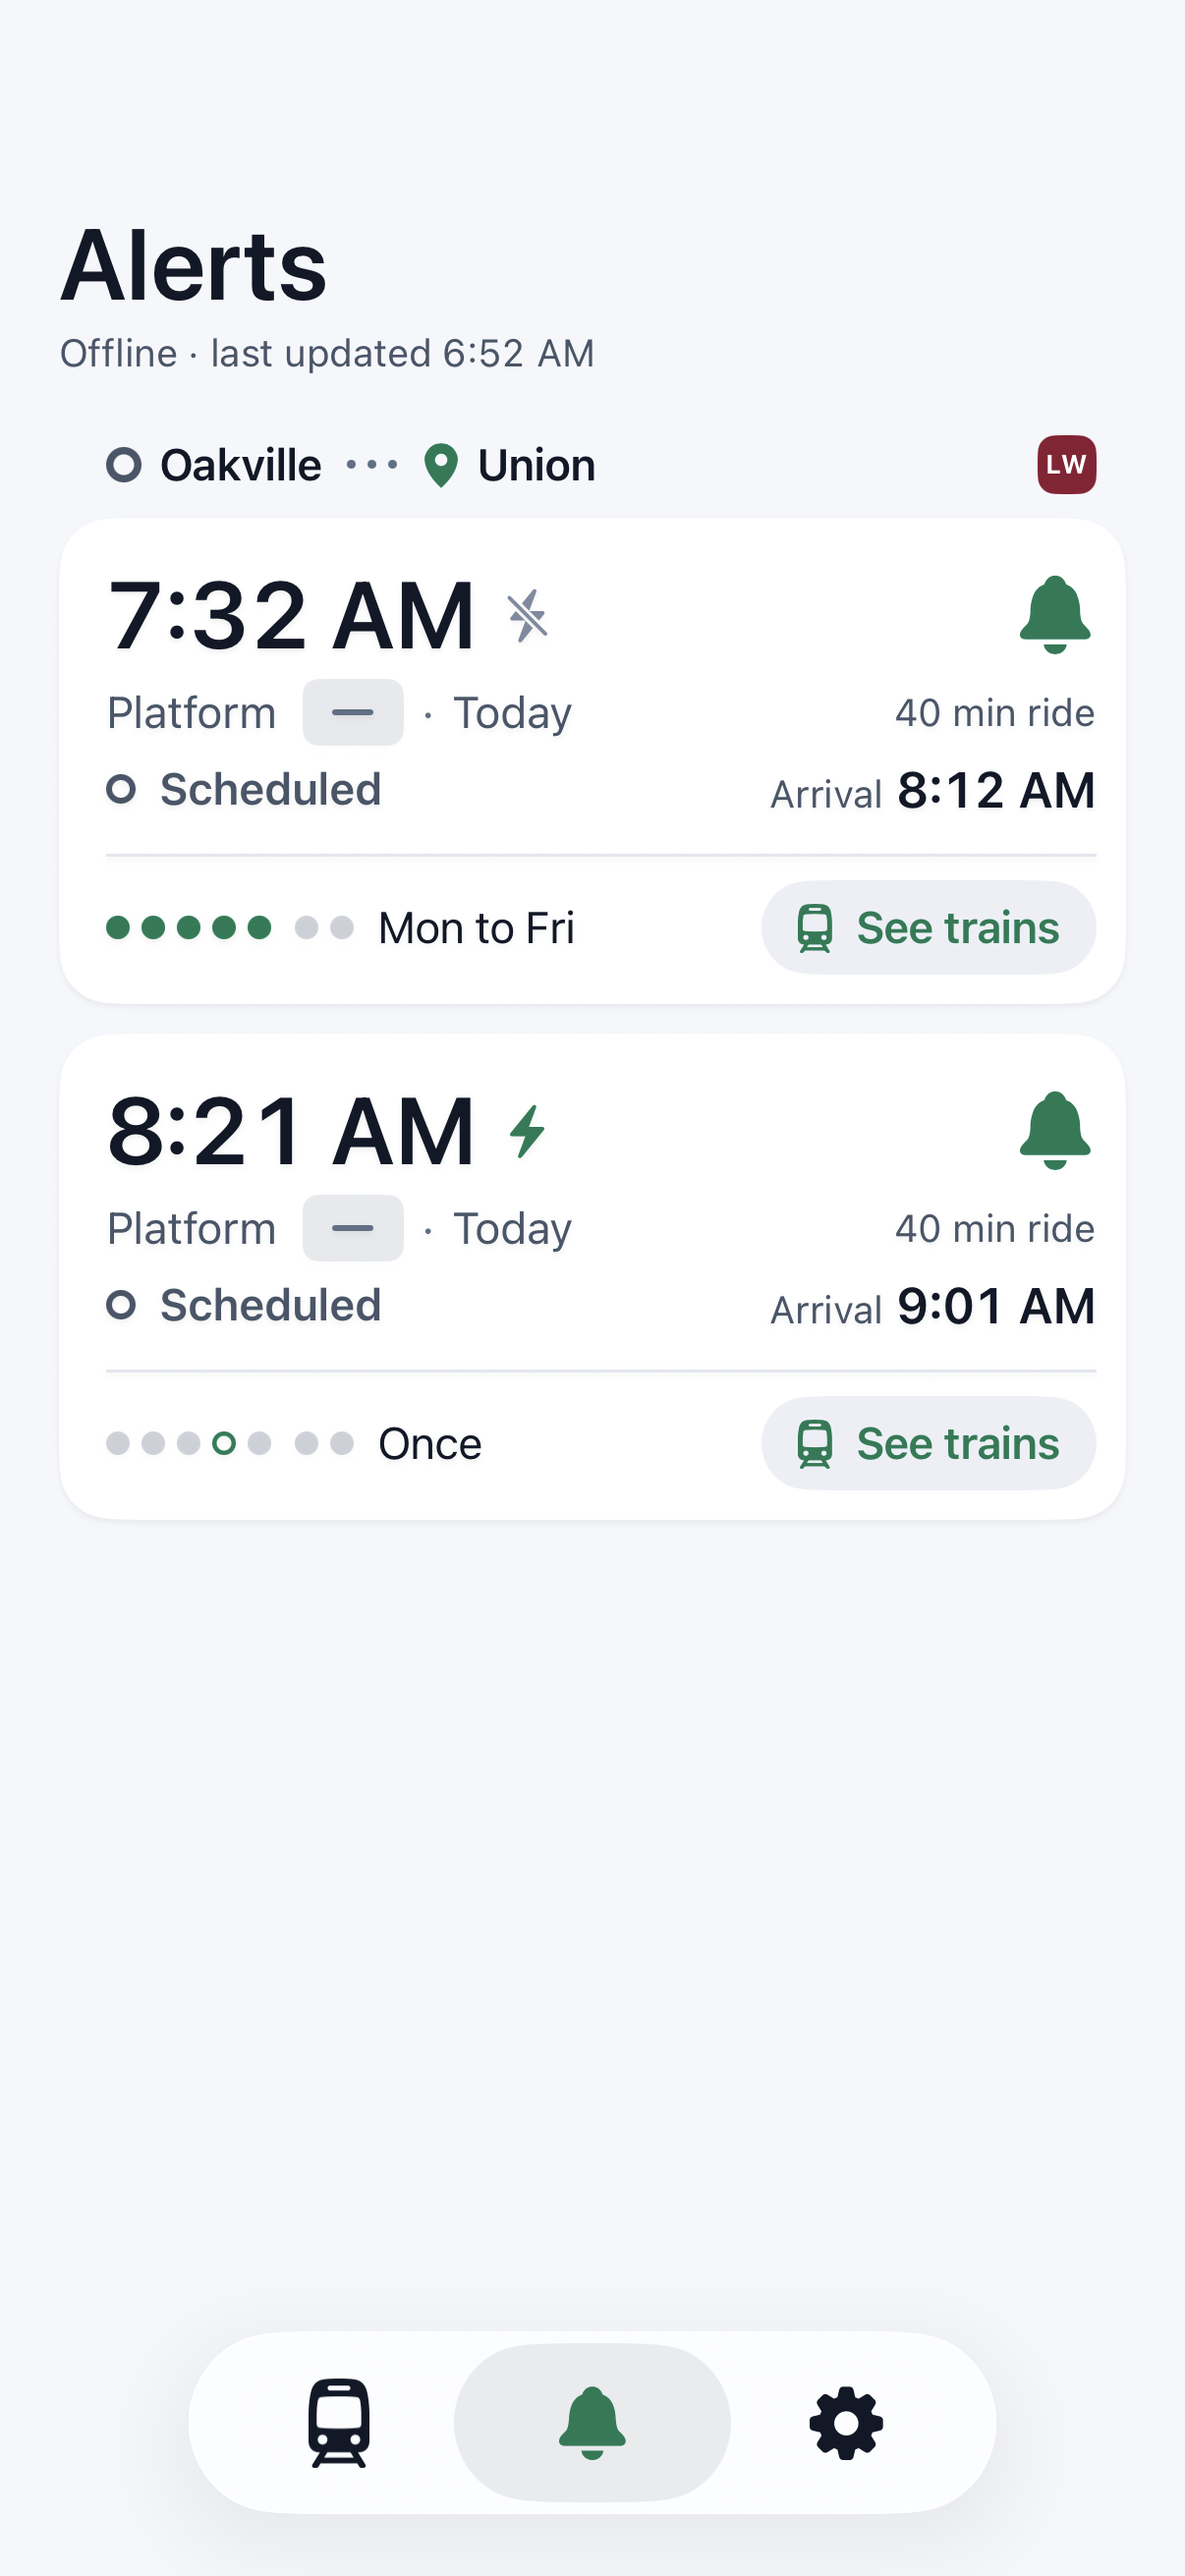 Alerts
Offline · last updated 6:52 AM
Oakville ··· Union LW
7:32 AM
Platform — · Today 40 min ride
Scheduled Arrival 8:12 AM
Mon to Fri See trains
8:21 AM
Platform — · Today 40 min ride
Scheduled Arrival 9:01 AM
Once See trains